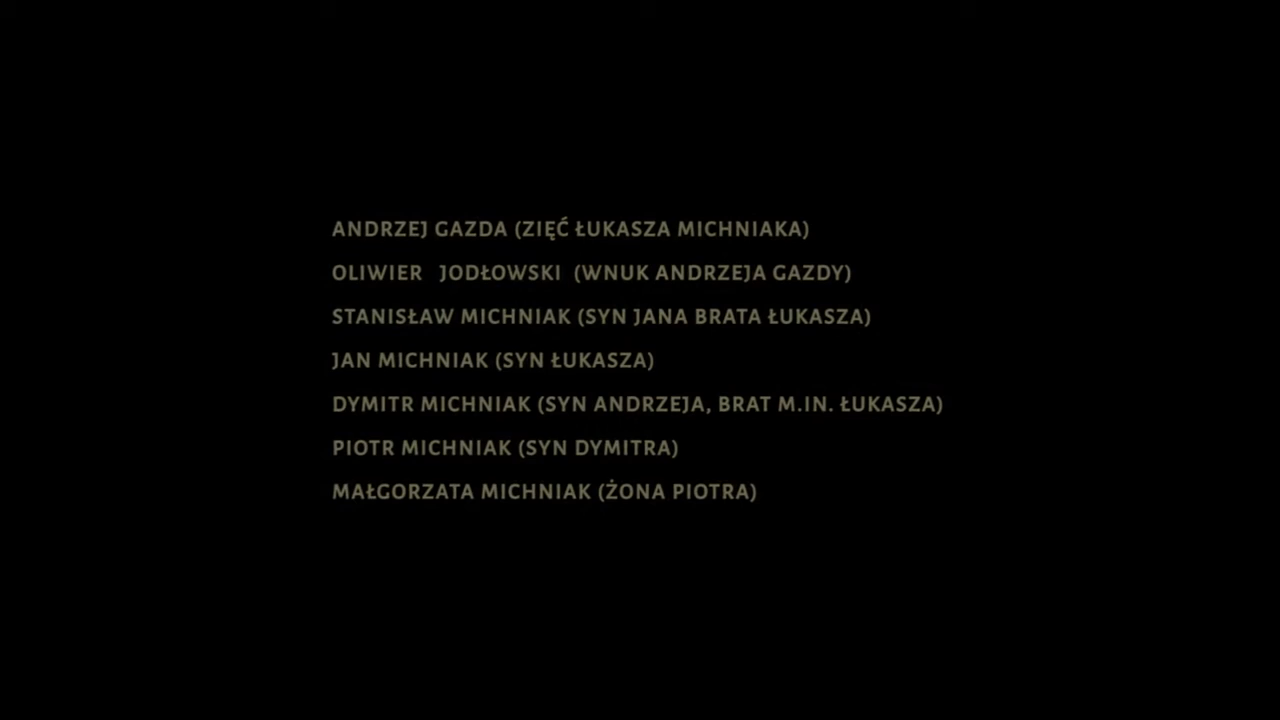 ANDRZEJ GAZDA (ZIĘĆ ŁUKASZA MICHNIAKA)
OLIWIER JODŁOWSKI (WNUK ANDRZEJA GAZDY)
STANISŁAW MICHNIAK (SYN JANA BRATA ŁUKASZA)
JAN MICHNIAK (SYN ŁUKASZA)
DYMITR MICHNIAK (SYN ANDRZEJA, BRAT M.IN. ŁUKASZA)
PIOTR MICHNIAK (SYN DYMITRA)
MAŁGORZATA MICHNIAK (ŻONA PIOTRA)